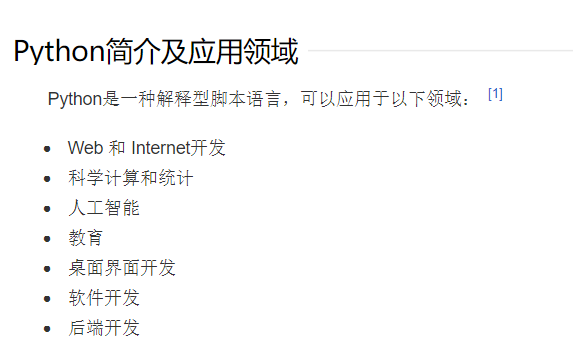 Python简介及应用领域
Python是一种解释型脚本语言，可以应用于以下领域： [1]
Web 和 Internet开发
科学计算和统计
人工智能
教育
桌面界面开发
软件开发
后端开发